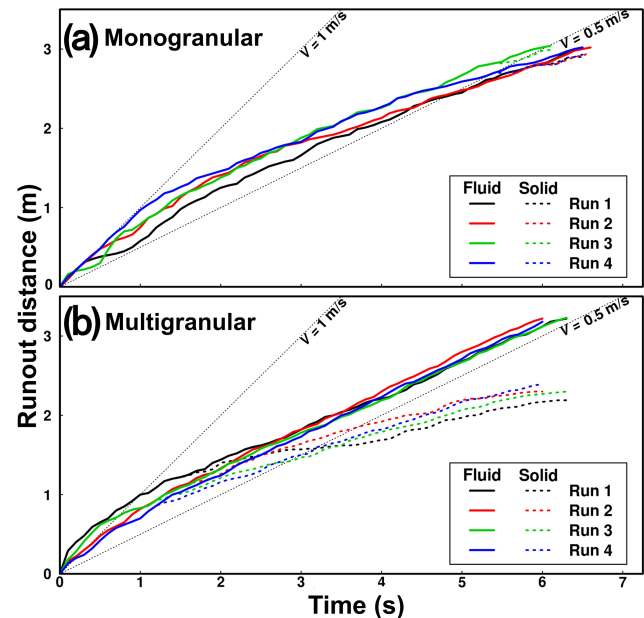 (a) Monogranular
V = 1 m/s
V = 0.5 m/s
3
2
1
0
Fluid Solid
Run 1
Run 2
Run 3
Run 4
Runout distance (m)
(b) Multigranular
V = 1 m/s
V = 0.5 m/s
3
2
1
0
Fluid Solid
Run 1
Run 2
Run 3
Run 4
0 1 2 3 4 5 6 7
Time (s)